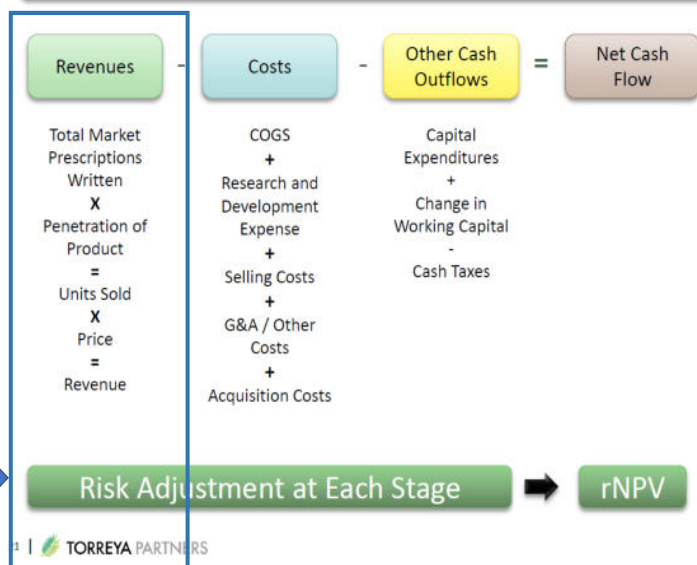 Revenues
-
Costs
-
Other Cash
Outflows
=
Net Cash
Flow
Total Market
Prescriptions
Written
X
Penetration of
Product
=
Units Sold
X
Price
=
Revenue
COGS
+
Research and
Development
Expense
+
Selling Costs
+
G&A / Other
Costs
+
Acquisition Costs
Capital
Expenditures
+
Change in
Working Capital
-
Cash Taxes
Risk Adjustment at Each Stage
rNPV
| TORREYA PARTNERS